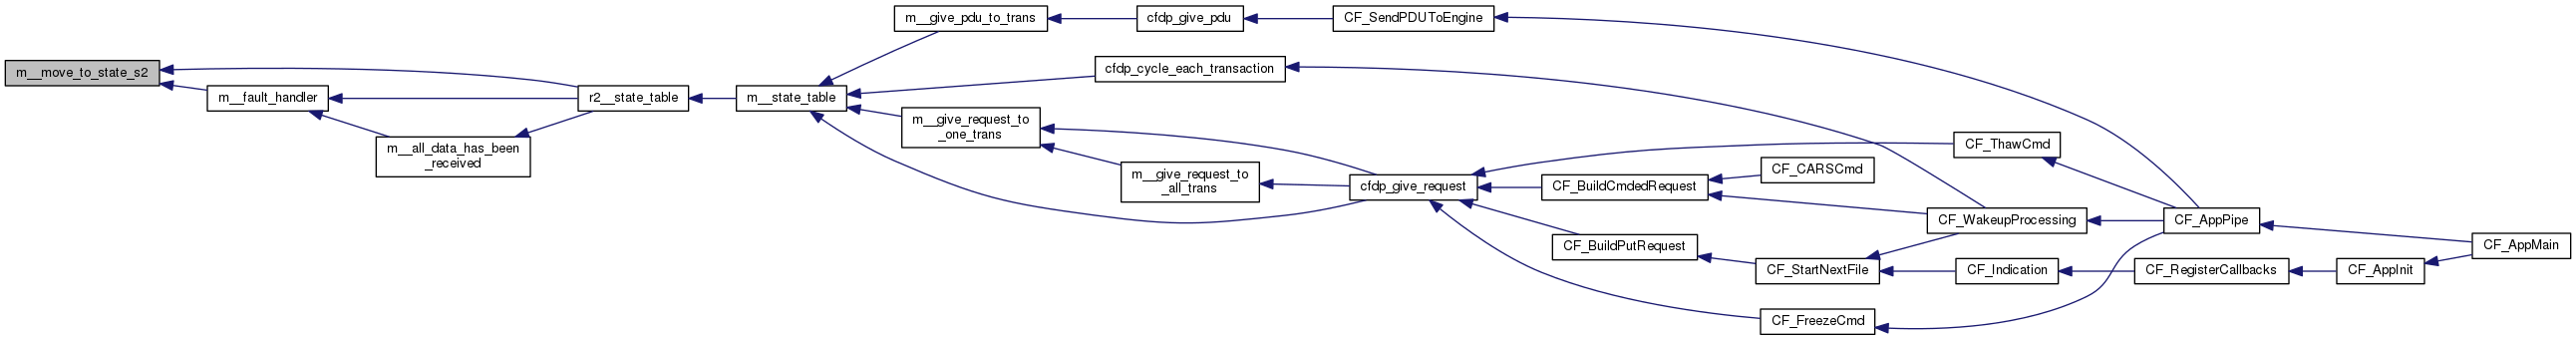 m__move_to_state_s2
m__fault_handler
m__all_data_has_been
_received
r2__state_table
m__state_table
m__give_pdu_to_trans
cfdp_give_pdu
CF_SendPDUToEngine
cfdp_cycle_each_transaction
m__give_request_to
_one_trans
m__give_request_to
_all_trans
cfdp_give_request
CF_ThawCmd
CF_BuildCmdedRequest
CF_CARSCmd
CF_BuildPutRequest
CF_StartNextFile
CF_FreezeCmd
CF_WakeupProcessing
CF_Indication
CF_RegisterCallbacks
CF_AppPipe
CF_AppInit
CF_AppMain